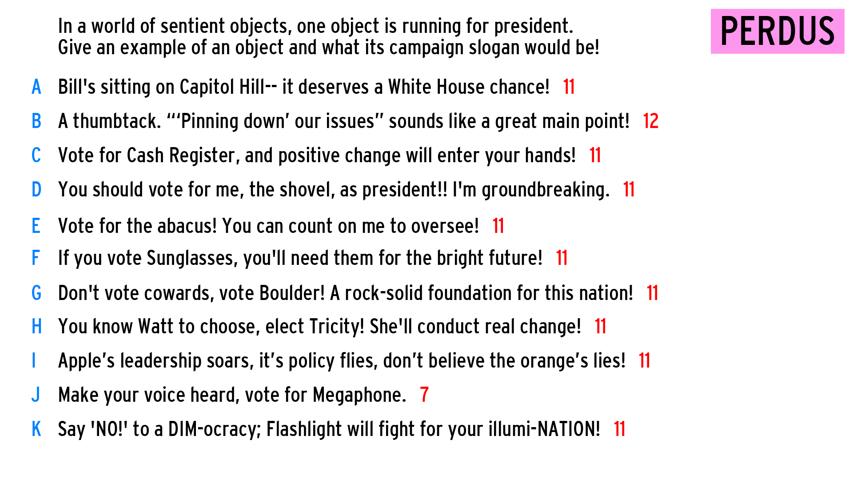 In a world of sentient objects, one object is running for president.
PERDUS
Give an example of an object and what its campaign slogan would be!
A Bill's sitting on Capitol Hill-- it deserves a White House chance! 11
B A thumbtack. “‘Pinning down’ our issues” sounds like a great main point! 12
C Vote for Cash Register, and positive change will enter your hands! 11
D You should vote for me, the shovel, as president!! I'm groundbreaking. 11
E Vote for the abacus! You can count on me to oversee! 11
F If you vote Sunglasses, you'll need them for the bright future! 11
G Don't vote cowards, vote Boulder! A rock-solid foundation for this nation! 11
H You know Watt to choose, elect Tricity! She'll conduct real change! 11
I Apple’s leadership soars, it’s policy flies, don’t believe the orange’s lies! 11
J Make your voice heard, vote for Megaphone. 7
K Say 'NO!' to a DIM-ocracy; Flashlight will fight for your illumi-NATION! 11